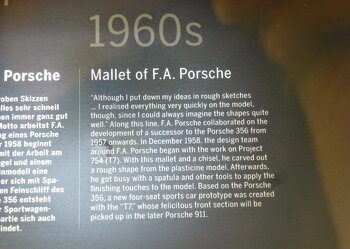 1960s
Porsche
roben Skizzen
lles sehr schnell
ben immer ganz gut
Motto arbeitet F.A.
g eines Porsche
r 1958 beginnt
mit der Arbeit am
gel und einem
inmodell eine
er sich mit Spa-
en Feinschliff des
356 entsteht
r Sportwagen-
partie sich auch
indet.
Mallet of F.A. Porsche
“Although I put down my ideas in rough sketches
... I realised everything very quickly on the model,
though, since I could always imagine the shapes quite
well.” Along this line, F.A. Porsche collaborated on the
development of a successor to the Porsche 356 from
1957 onwards. In December 1958, the design team
around F.A. Porsche began with the work on Project
754 (T7). With this mallet and a chisel, he carved out
a rough shape from the plasticine model. Afterwards,
he got busy with a spatula and other tools to apply the
finishing touches to the model. Based on the Porsche
356, a new four-seat sports car prototype was created
with the “T7,” whose felicitous front section will be
picked up in the later Porsche 911.